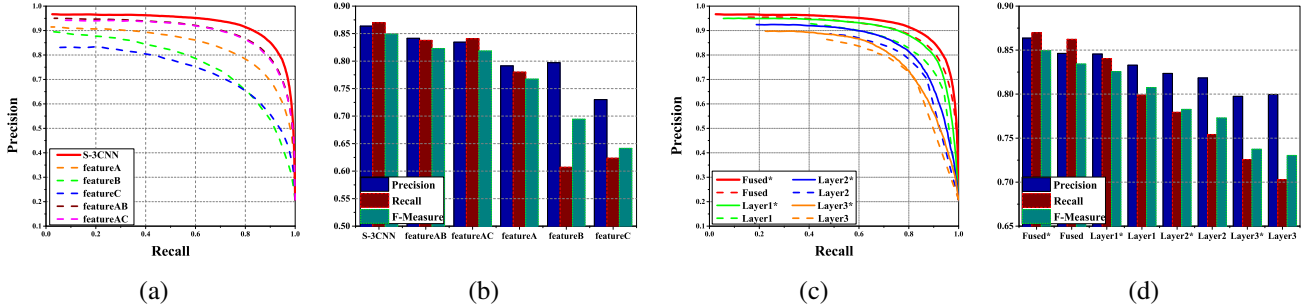 1.0
0.9
0.8
0.7
0.6
0.5
0.4
0.3
0.2
0.1
Precision
S-3CNN
featureA
featureB
featureC
featureAB
featureAC
0.0 0.2 0.4 0.6 0.8 1.0
Recall
(a)
0.90
0.85
0.80
0.75
0.70
0.65
0.60
0.55
0.50
Precision
Recall
F-Measure
S-3CNN featureAB featureAC featureA featureB featureC
(b)
1.0
0.9
0.8
0.7
0.6
0.5
0.4
0.3
0.2
0.1
Precision
Fused* Layer2*
Fused Layer2
Layer1* Layer3*
Layer1 Layer3
0.0 0.2 0.4 0.6 0.8 1.0
Recall
(c)
0.90
0.85
0.80
0.75
0.70
0.65
Precision
Recall
F-Measure
Fused* Fused Layer1* Layer1 Layer2* Layer2 Layer3* Layer3
(d)